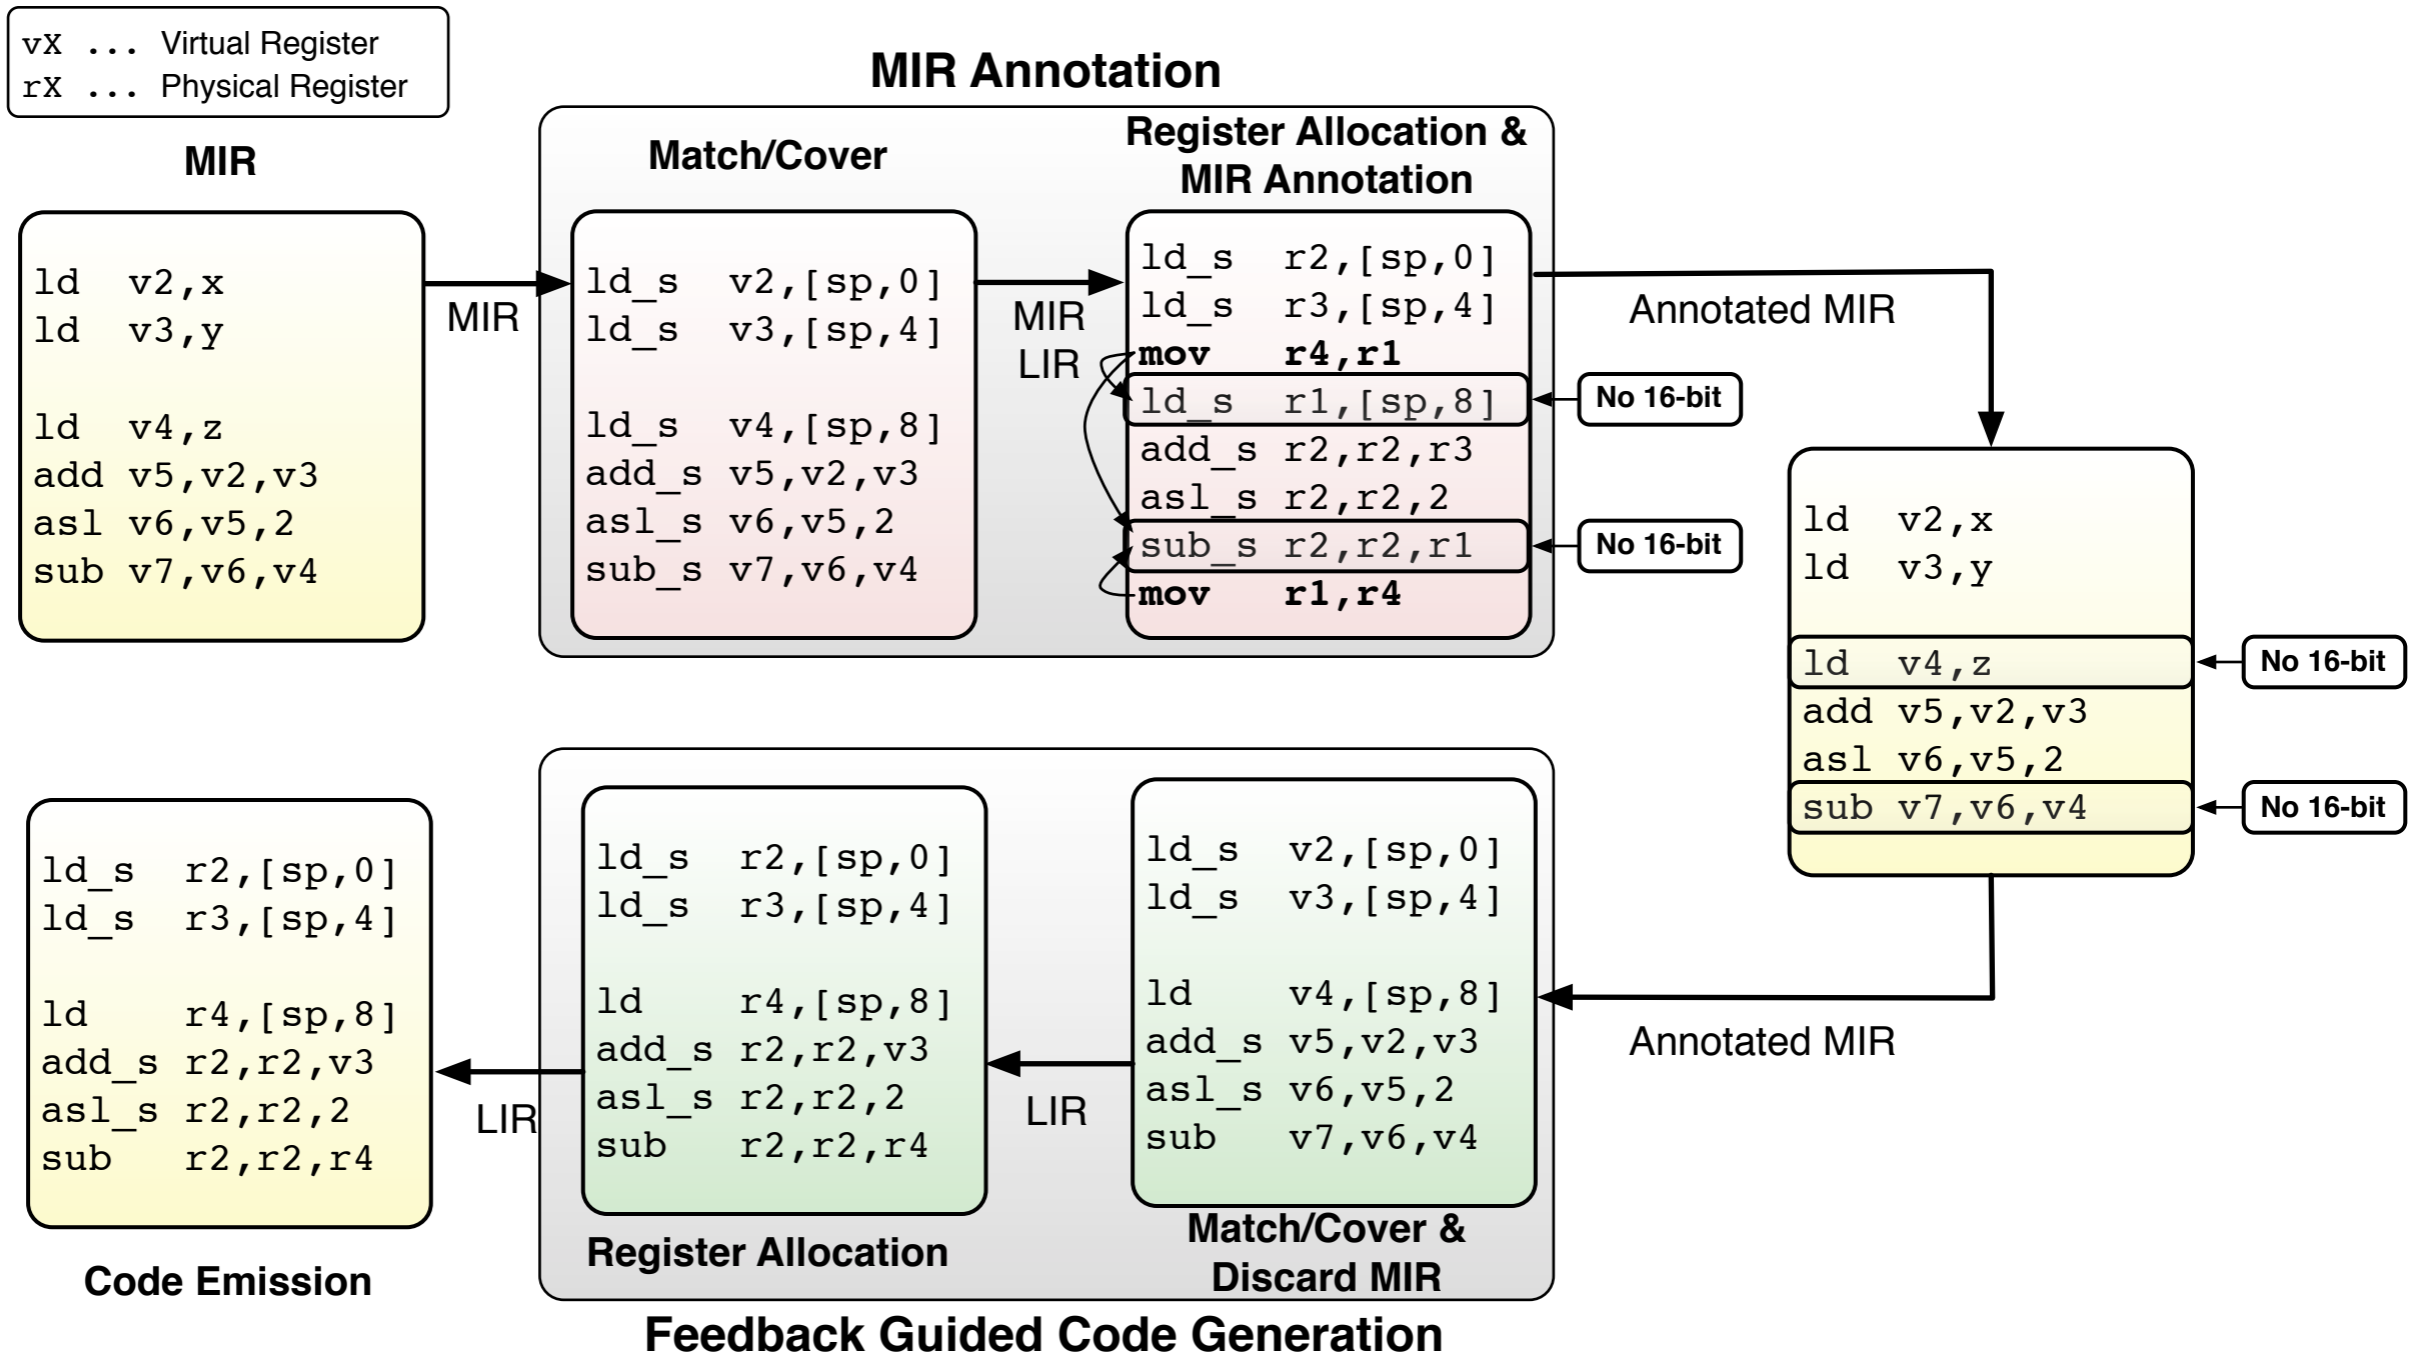 vX ... Virtual Register
rX ... Physical Register
MIR Annotation
MIR
ld  v2,x
ld  v3,y
ld  v4,z
add v5,v2,v3
asl v6,v5,2
sub v7,v6,v4
MIR
Match/Cover
ld_s  v2,[sp,0]
ld_s  v3,[sp,4]
ld_s  v4,[sp,8]
add_s v5,v2,v3
asl_s v6,v5,2
sub_s v7,v6,v4
MIR
LIR
Register Allocation &
MIR Annotation
ld_s  r2,[sp,0]
ld_s  r3,[sp,4]
mov   r4,r1
ld_s  r1,[sp,8]
No 16-bit
add_s r2,r2,r3
asl_s r2,r2,2
sub_s r2,r2,r1
No 16-bit
mov   r1,r4
Annotated MIR
ld  v2,x
ld  v3,y
ld  v4,z
No 16-bit
add v5,v2,v3
asl v6,v5,2
sub v7,v6,v4
No 16-bit
Annotated MIR
ld_s  v2,[sp,0]
ld_s  v3,[sp,4]
ld    v4,[sp,8]
add_s v5,v2,v3
asl_s v6,v5,2
sub   v7,v6,v4
Match/Cover &
Discard MIR
LIR
ld_s  r2,[sp,0]
ld_s  r3,[sp,4]
ld    r4,[sp,8]
add_s r2,r2,v3
asl_s r2,r2,2
sub   r2,r2,r4
Register Allocation
LIR
ld_s  r2,[sp,0]
ld_s  r3,[sp,4]
ld    r4,[sp,8]
add_s r2,r2,v3
asl_s r2,r2,2
sub   r2,r2,r4
Code Emission
Feedback Guided Code Generation